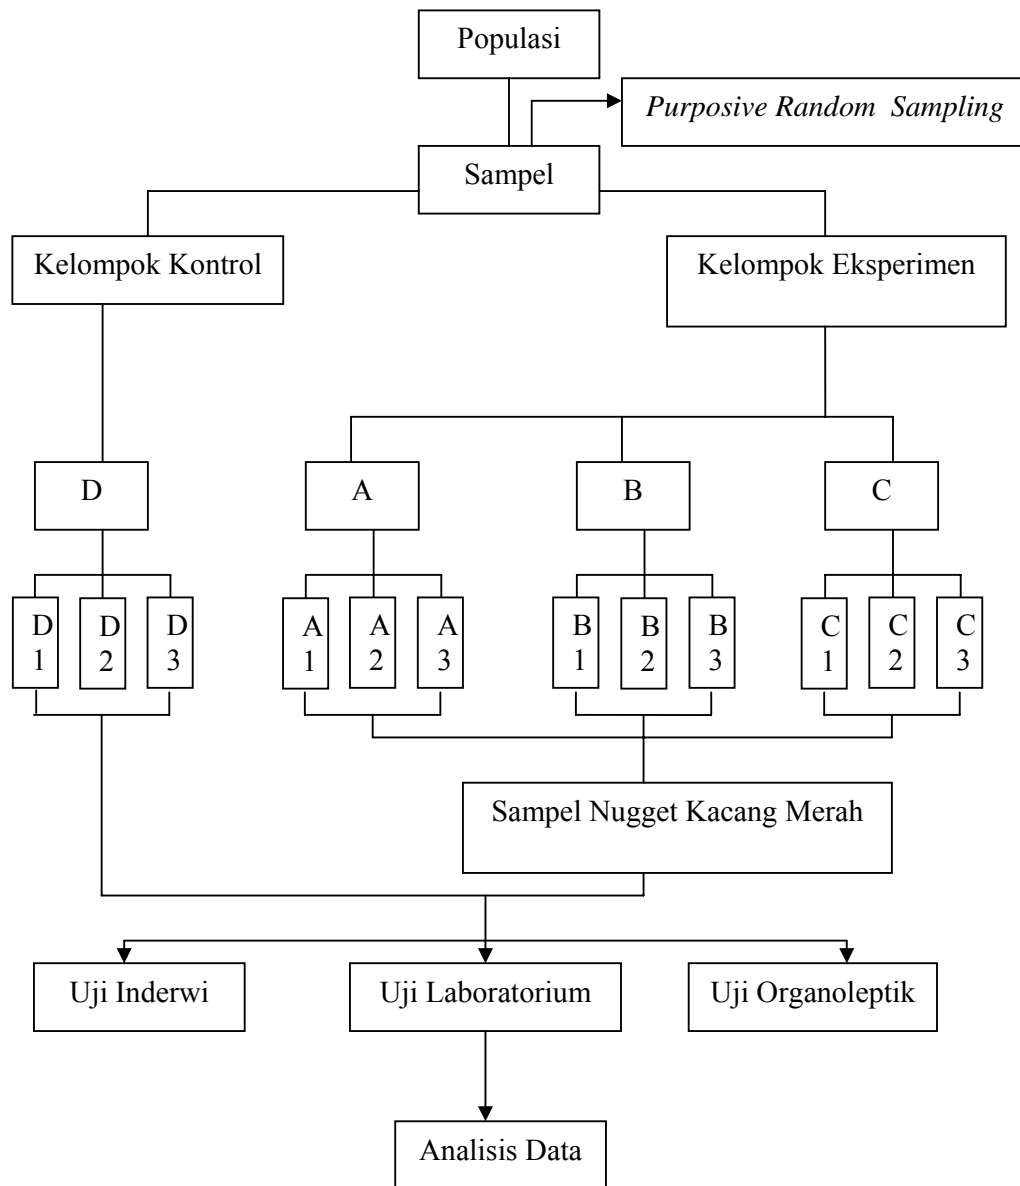 Populasi
Purposive Random Sampling
Sampel
Kelompok Kontrol
Kelompok Eksperimen
D
A
B
C
D
1
D
2
D
3
A
1
A
2
A
3
B
1
B
2
B
3
C
1
C
2
C
3
Sampel Nugget Kacang Merah
Uji Inderwi
Uji Laboratorium
Uji Organoleptik
Analisis Data